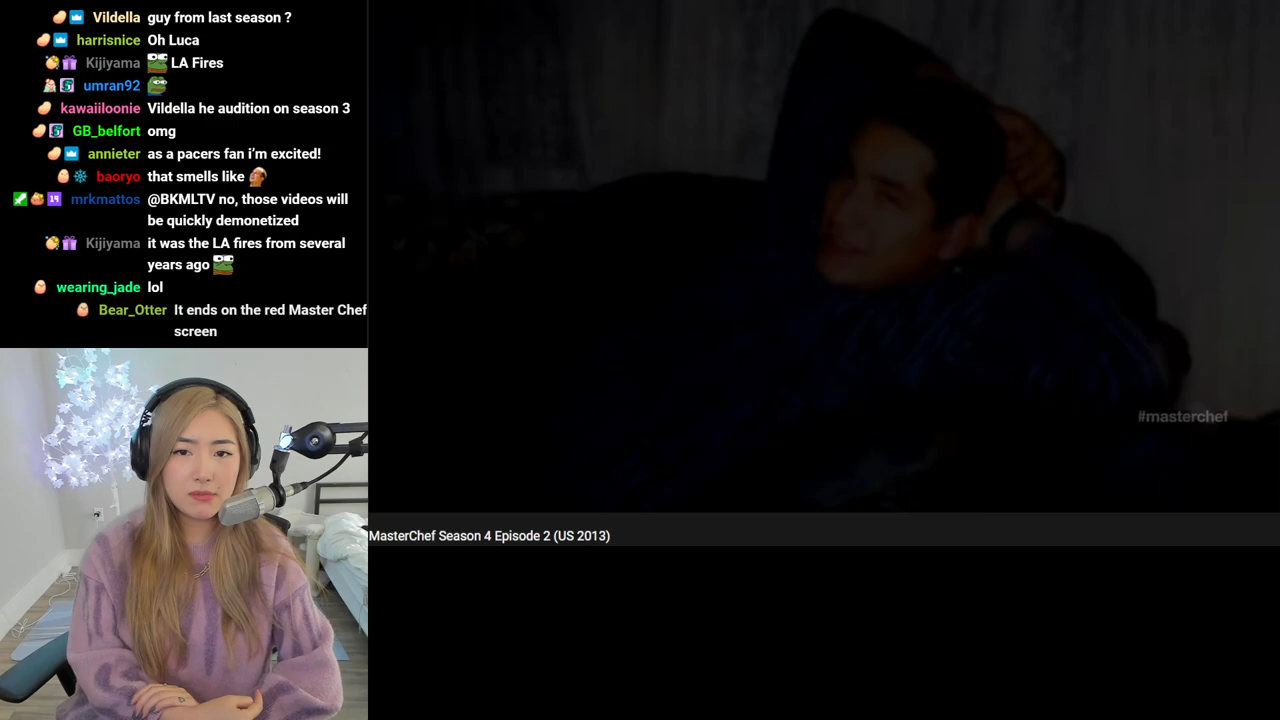 Vildella guy from last season ?
harrisnice Oh Luca
Kijiyama LA Fires
umran92
kawaiiloonie Vildella he audition on season 3
GB_belfort omg
annieter as a pacers fan i’m excited!
baoryo that smells like
19 mrkmattos @BKMLTV no, those videos will
be quickly demonetized
Kijiyama it was the LA fires from several
years ago
wearing_jade lol
Bear_Otter It ends on the red Master Chef
screen
#masterchef
MasterChef Season 4 Episode 2 (US 2013)